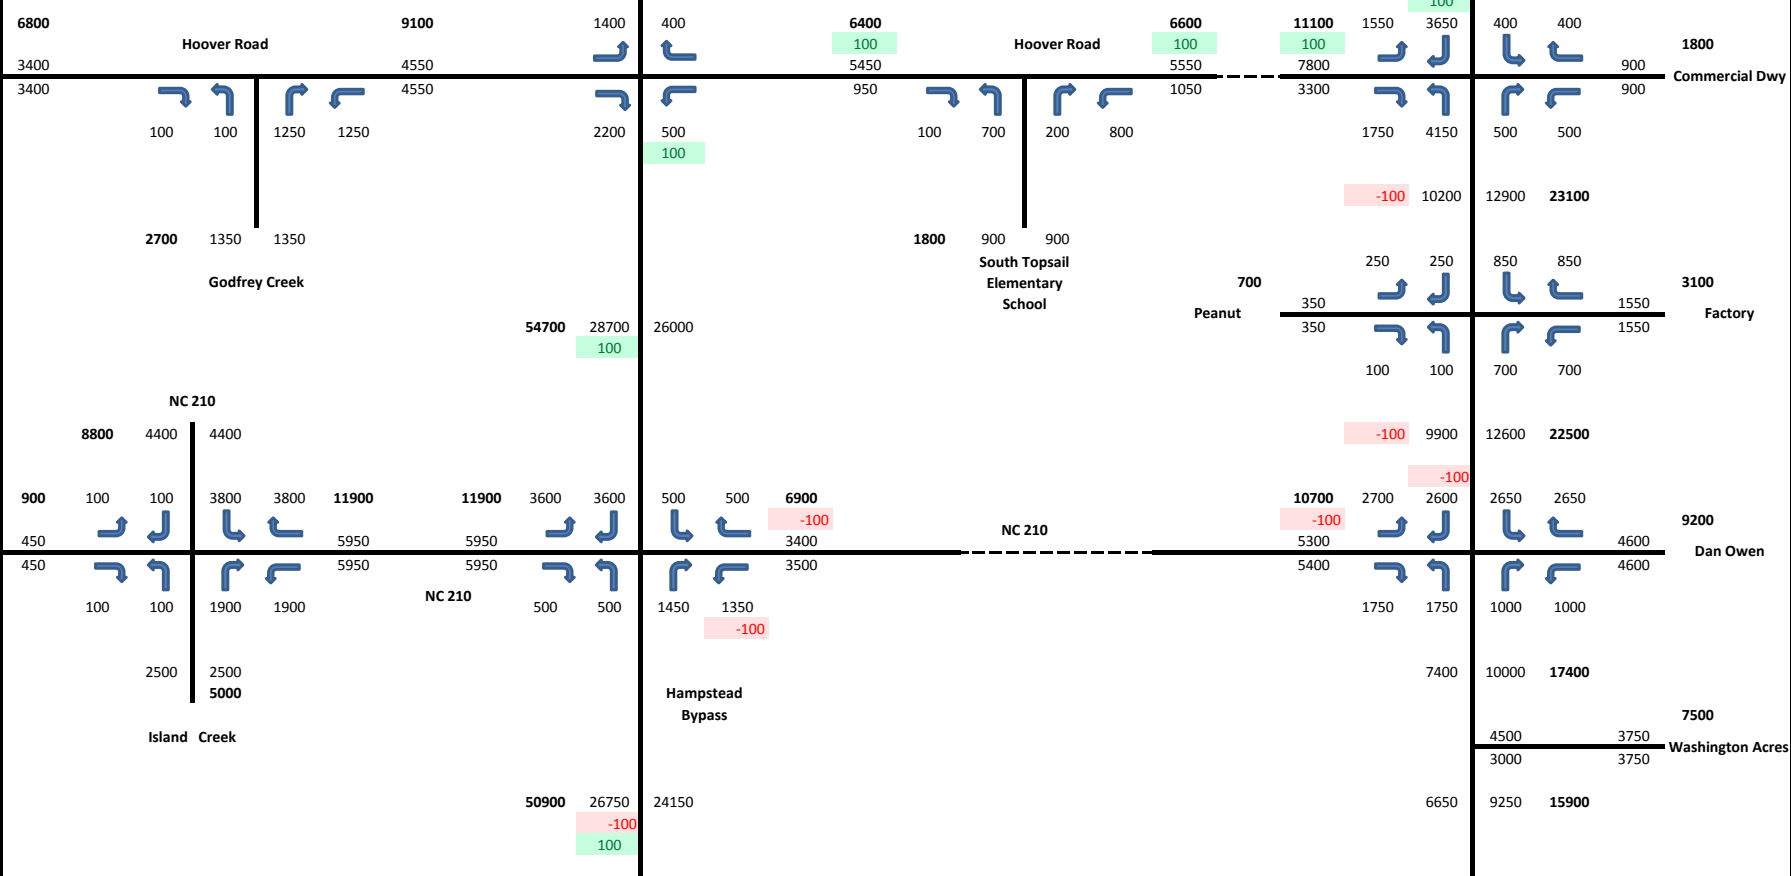 100
6800 9100 1400 400 6400 6600 11100 1550 3650 400 400
Hoover Road 100 Hoover Road 100 100 1800
3400 4550 5450 5550 7800 900
Commercial Dwy
3400 4550 950 1050 3300 900
100 100 1250 1250 2200 500 100 700 200 800 1750 4150 500 500
100
-100 10200 12900 23100
2700 1350 1350 1800 900 900
South Topsail 250 250 850 850
Godfrey Creek Elementary 700 3100
School 350 1550
Peanut Factory
54700 28700 26000 350 1550
100
100 100 700 700
NC 210
8800 4400 4400 -100 9900 12600 22500
-100
900 100 100 3800 3800 11900 11900 3600 3600 500 500 6900 10700 2700 2600 2650 2650
-100 -100 9200
NC 210
450 5950 5950 3400 5300 4600
Dan Owen
450 5950 5950 3500 5400 4600
NC 210
100 100 1900 1900 500 500 1450 1350 1750 1750 1000 1000
-100
2500 2500 7400 10000 17400
5000 Hampstead
Bypass 7500
Island Creek 4500 3750
Washington Acres
3000 3750
50900 26750 24150 6650 9250 15900
-100
100